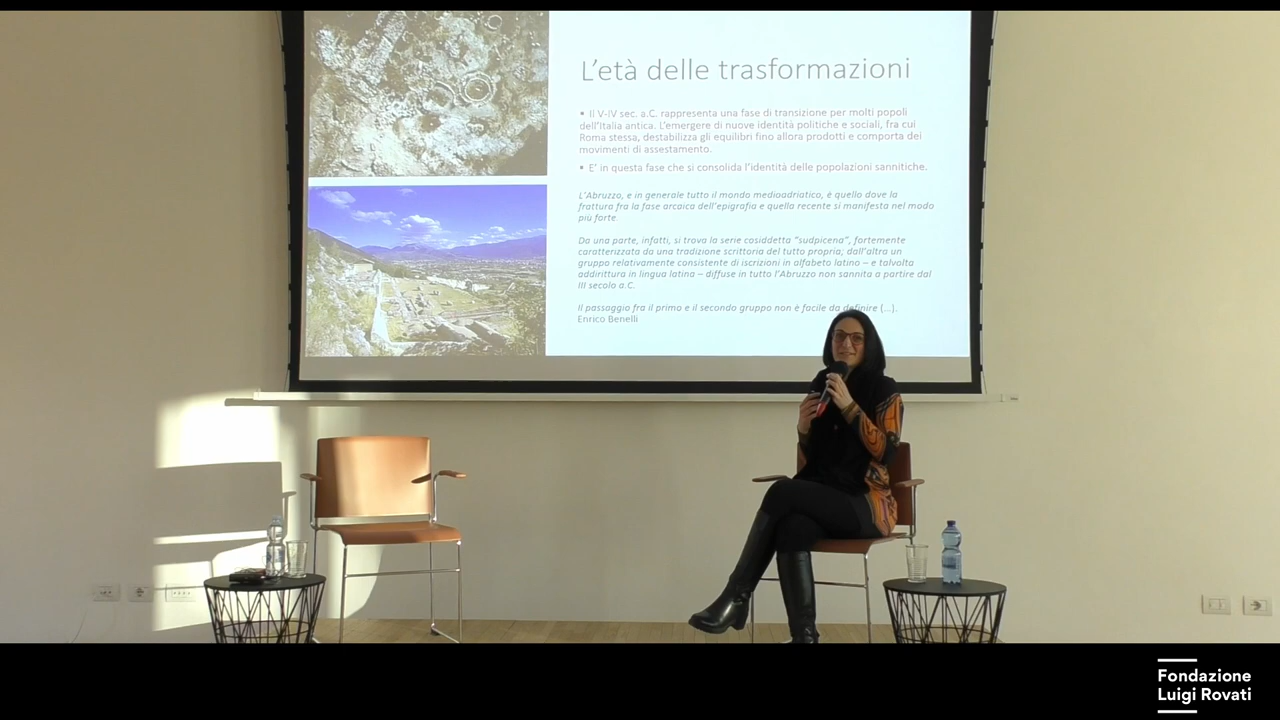 L'età delle trasformazioni
▪ Il V-IV sec. a.C. rappresenta una fase di transizione per molti popoli
dell'Italia antica. L'emergere di nuove identità politiche e sociali, fra cui
Roma stessa, destabilizza gli equilibri fino allora prodotti e comporta dei
movimenti di assestamento.
▪ E' in questa fase che si consolida l'identità delle popolazioni sannitiche.
L'Abruzzo, e in generale tutto il mondo medioadriatico, è quello dove la
frattura fra la fase arcaica dell'epigrafia e quella recente si manifesta nel modo
più forte.
Da una parte, infatti, si trova la serie cosiddetta "sudpicena", fortemente
caratterizzata da una tradizione scrittoria del tutto propria; dall'altra un
gruppo relativamente consistente di iscrizioni in alfabeto latino – e talvolta
addirittura in lingua latina – diffuse in tutto l'Abruzzo non sannita a partire dal
III secolo a.C.
Il passaggio fra il primo e il secondo gruppo non è facile da definire (...).
Enrico Benelli
Fondazione
Luigi Rovati